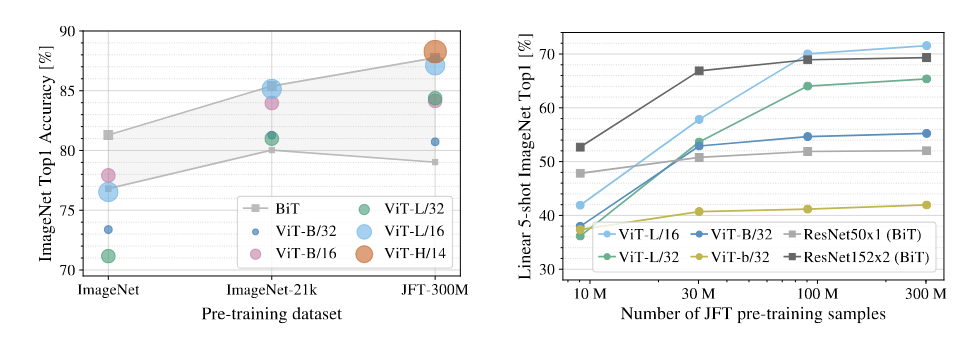 ImageNet Top1 Accuracy [%]
90
85
80
75
70
BiT
ViT-B/32
ViT-B/16
ViT-L/32
ViT-L/16
ViT-H/14
ImageNet
ImageNet-21k
JFT-300M
Pre-training dataset
Linear 5-shot ImageNet Top1 [%]
70
60
50
40
30
ViT-L/16
ViT-L/32
ViT-B/32
ViT-b/32
ResNet50x1 (BiT)
ResNet152x2 (BiT)
10 M
30 M
100 M
300 M
Number of JFT pre-training samples